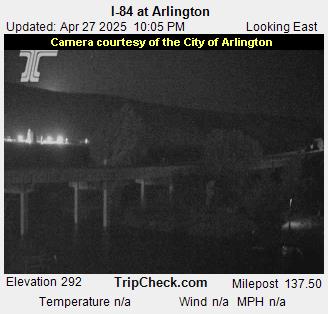 I-84 at Arlington
Updated: Apr 27 2025 10:05 PM Looking East
Camera courtesy of the City of Arlington
Elevation 292 TripCheck.com Milepost 137.50
Temperature n/a Wind n/a MPH n/a